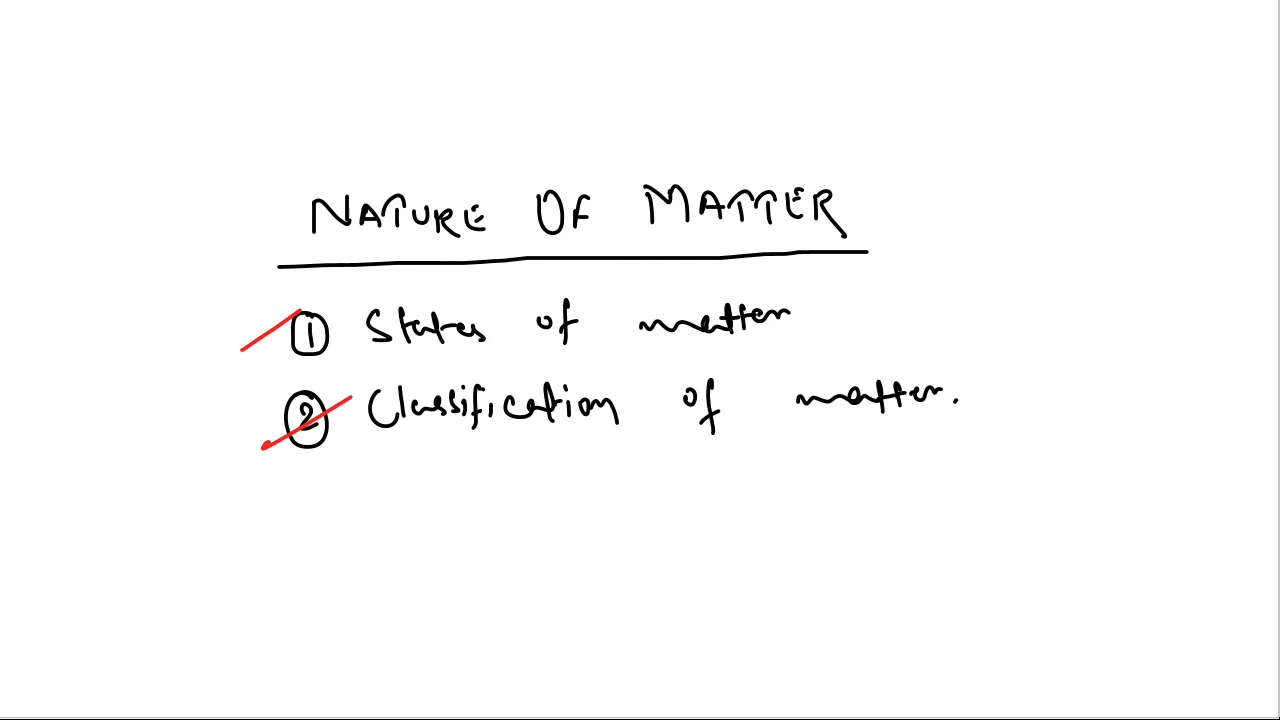 NATURE OF MATTER
① States of matter
② Classification of matter.